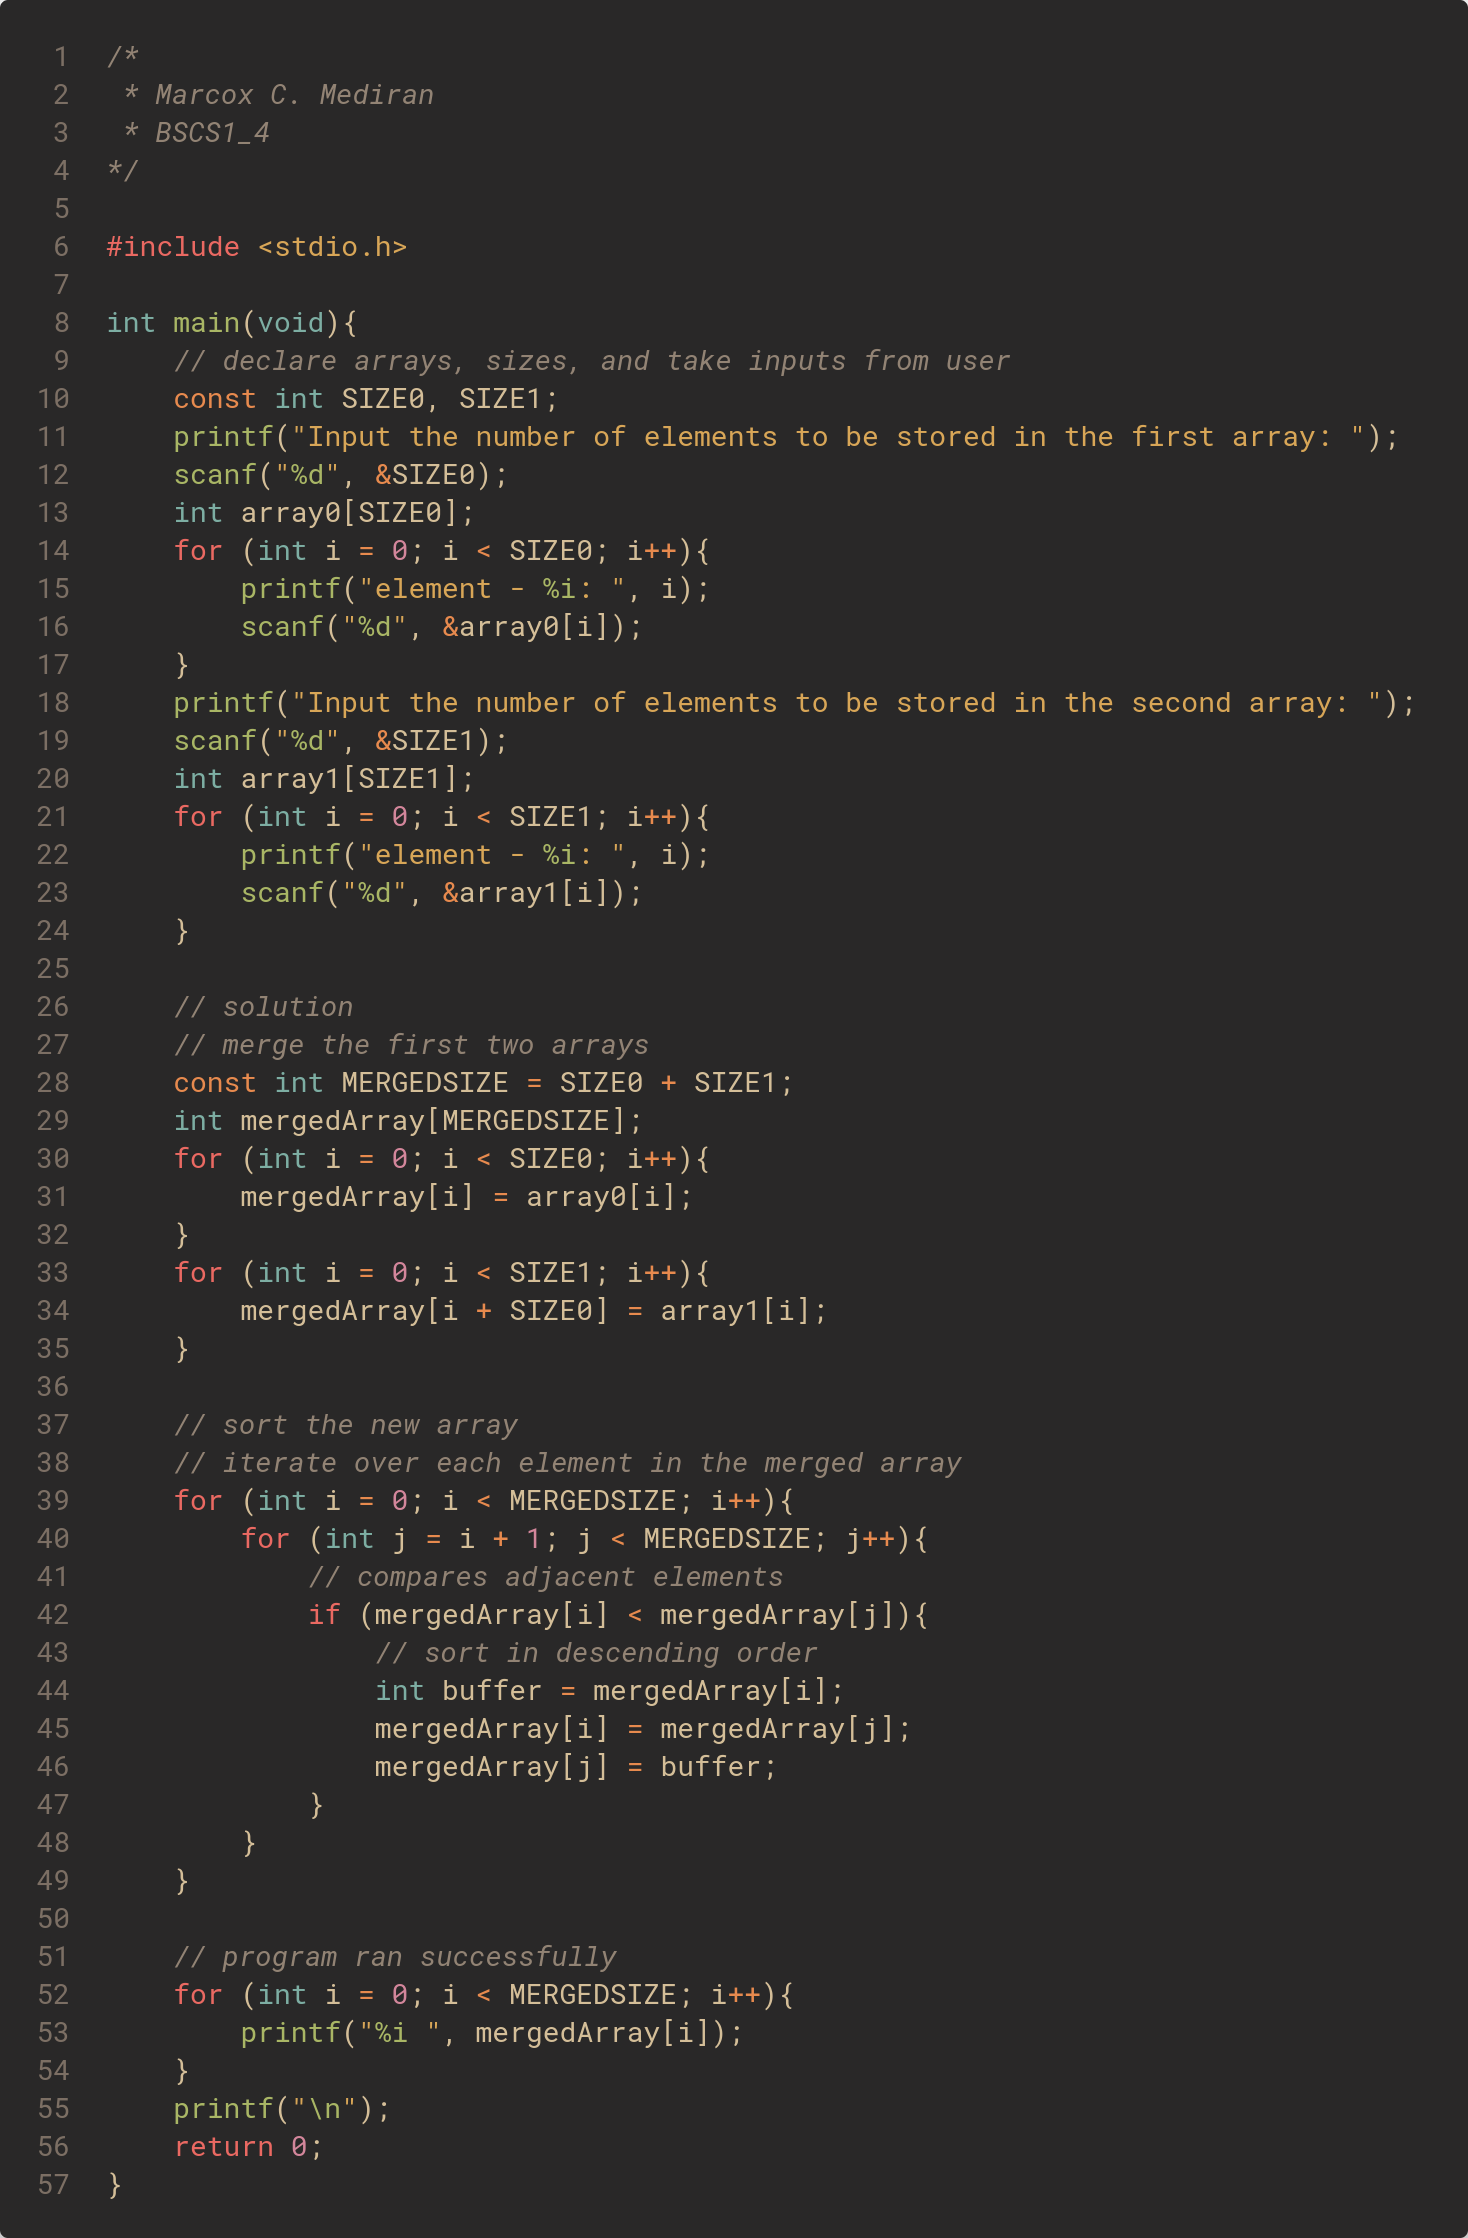 1 /*
2  * Marcox C. Mediran
3  * BSCS1_4
4 */
5
6 #include <stdio.h>
7
8 int main(void){
9     // declare arrays, sizes, and take inputs from user
10     const int SIZE0, SIZE1;
11     printf("Input the number of elements to be stored in the first array: ");
12     scanf("%d", &SIZE0);
13     int array0[SIZE0];
14     for (int i = 0; i < SIZE0; i++){
15         printf("element - %i: ", i);
16         scanf("%d", &array0[i]);
17     }
18     printf("Input the number of elements to be stored in the second array: ");
19     scanf("%d", &SIZE1);
20     int array1[SIZE1];
21     for (int i = 0; i < SIZE1; i++){
22         printf("element - %i: ", i);
23         scanf("%d", &array1[i]);
24     }
25
26     // solution
27     // merge the first two arrays
28     const int MERGEDSIZE = SIZE0 + SIZE1;
29     int mergedArray[MERGEDSIZE];
30     for (int i = 0; i < SIZE0; i++){
31         mergedArray[i] = array0[i];
32     }
33     for (int i = 0; i < SIZE1; i++){
34         mergedArray[i + SIZE0] = array1[i];
35     }
36
37     // sort the new array
38     // iterate over each element in the merged array
39     for (int i = 0; i < MERGEDSIZE; i++){
40         for (int j = i + 1; j < MERGEDSIZE; j++){
41             // compares adjacent elements
42             if (mergedArray[i] < mergedArray[j]){
43                 // sort in descending order
44                 int buffer = mergedArray[i];
45                 mergedArray[i] = mergedArray[j];
46                 mergedArray[j] = buffer;
47             }
48         }
49     }
50
51     // program ran successfully
52     for (int i = 0; i < MERGEDSIZE; i++){
53         printf("%i ", mergedArray[i]);
54     }
55     printf("\n");
56     return 0;
57 }